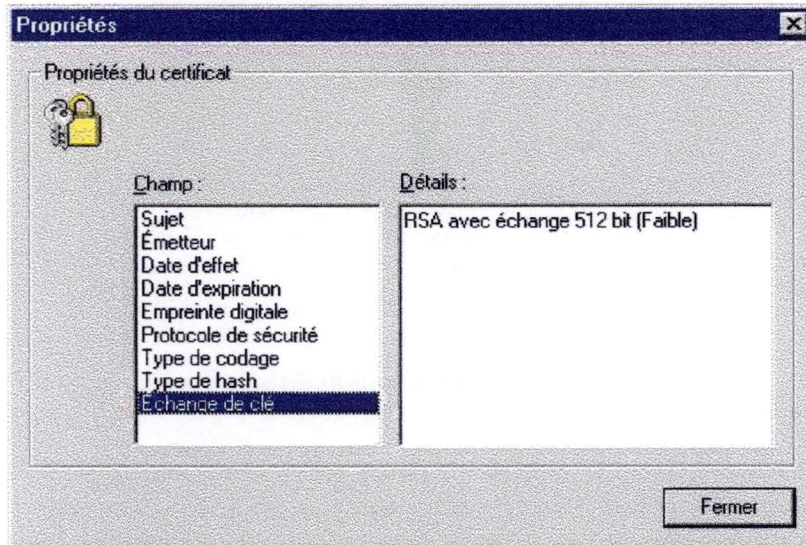 Propriétés
Propriétés du certificat
Champ :
Détails :
Sujet
Émetteur
Date d'effet
Date d'expiration
Empreinte digitale
Protocole de sécurité
Type de codage
Type de hash
Échange de clé
RSA avec échange 512 bit (Faible)
Fermer